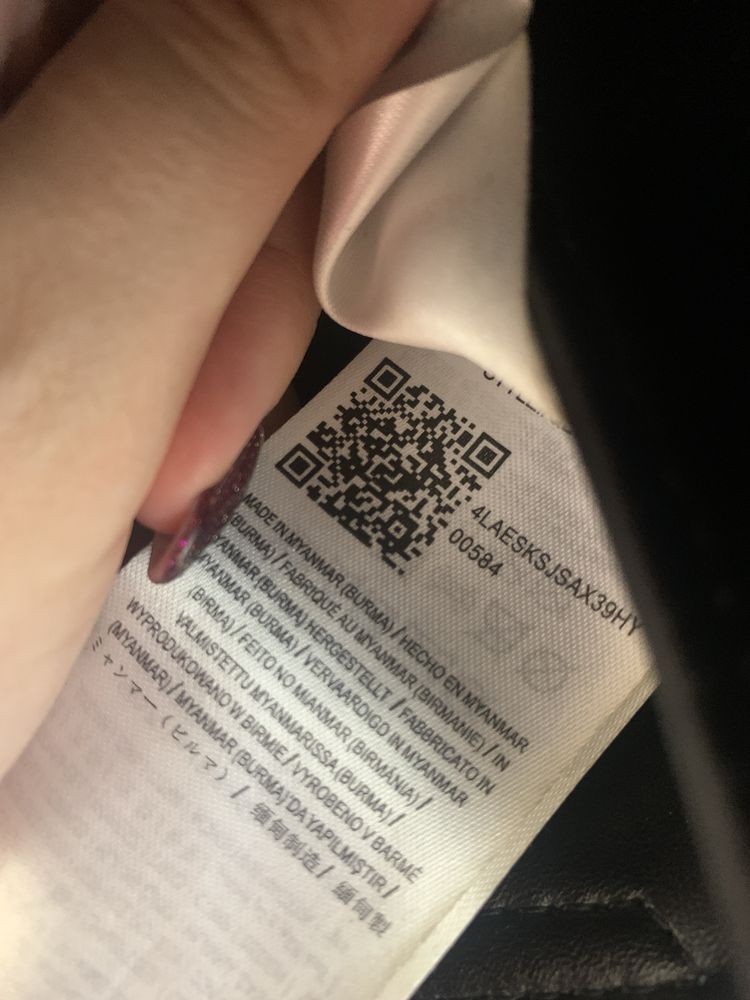 4LAESKSJSAX39HY
00584
MADE IN MYANMAR (BURMA) / HECHO EN MYANMAR
(BURMA) / FABRIQUÉ AU MYANMAR (BIRMANIE) / IN
MYANMAR (BURMA) HERGESTELLT / FABBRICATO IN
MYANMAR (BURMA) / VERVAARDIGD IN MYANMAR
(BIRMA) / FEITO NO MIANMAR (BIRMÂNIA) /
VALMISTETTU MYANMARISSA (BURMA) /
WYPRODUKOWANO W BIRMIE / VYROBENO V BARMĚ
(MYANMAR) / MYANMAR (BURMA)'DA YAPILMIŞTIR /
ミャンマー（ビルマ） / 缅甸制造 / 緬甸製